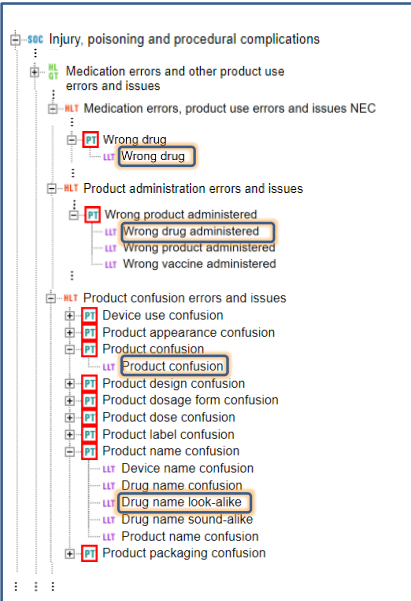 SOC Injury, poisoning and procedural complications
HLGT Medication errors and other product use
errors and issues
HLT Medication errors, product use errors and issues NEC
PT Wrong drug
LLT Wrong drug
HLT Product administration errors and issues
PT Wrong product administered
LLT Wrong drug administered
LLT Wrong product administered
LLT Wrong vaccine administered
HLT Product confusion errors and issues
PT Device use confusion
PT Product appearance confusion
PT Product confusion
LLT Product confusion
PT Product design confusion
PT Product dosage form confusion
PT Product dose confusion
PT Product label confusion
PT Product name confusion
LLT Device name confusion
LLT Drug name confusion
LLT Drug name look-alike
LLT Drug name sound-alike
LLT Product name confusion
PT Product packaging confusion